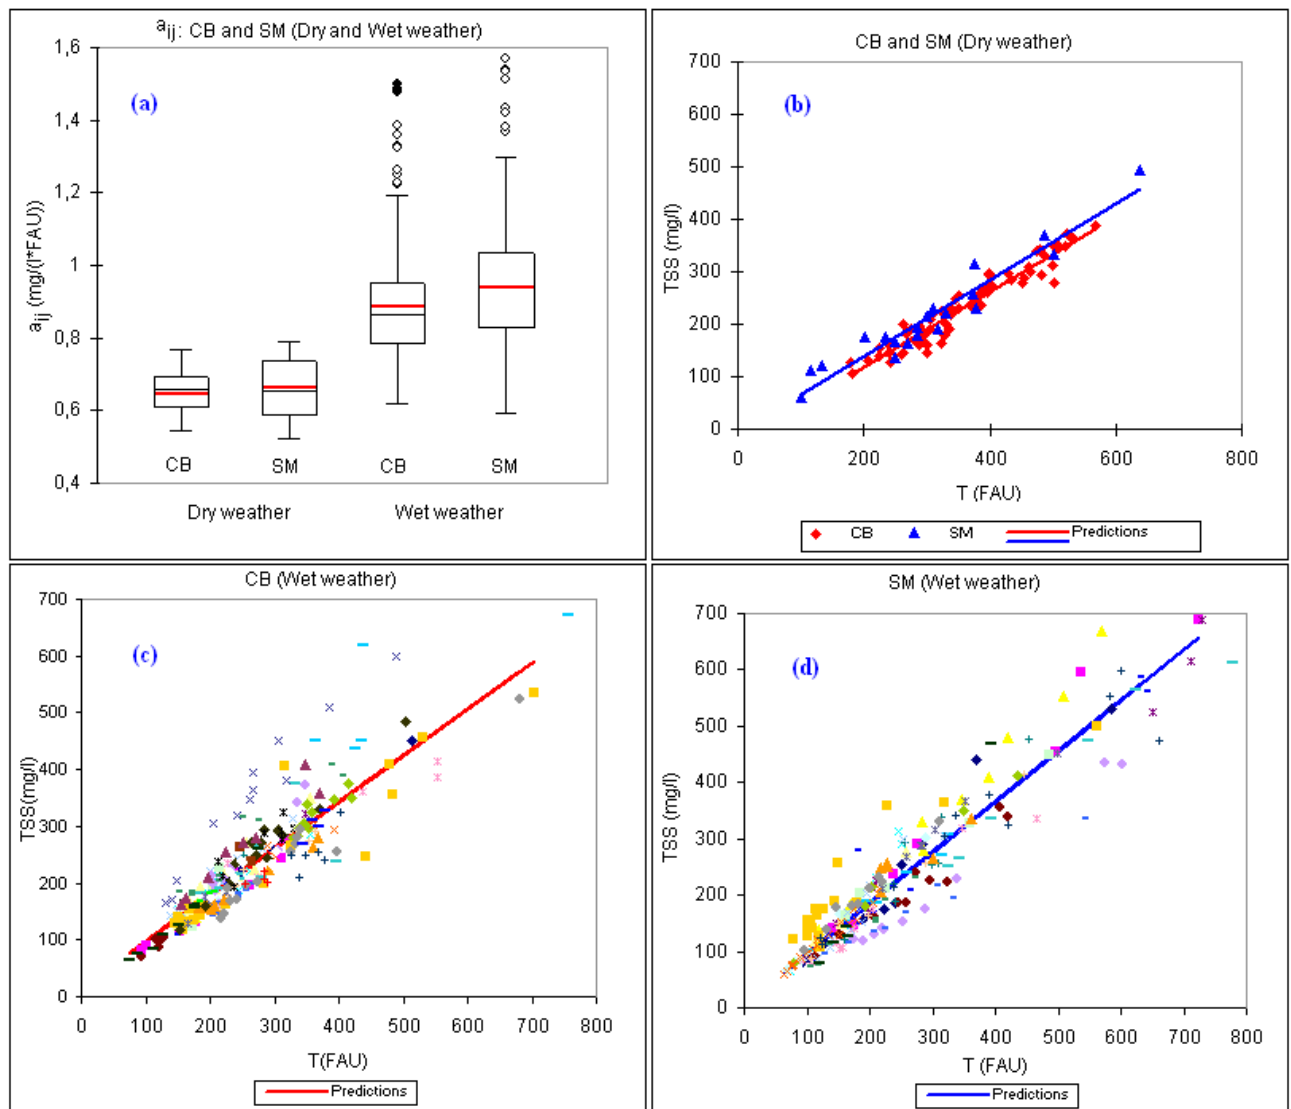 aij: CB and SM (Dry and Wet weather)
(a)
aij (mg/(l*FAU))
1,6
1,4
1,2
1
0,8
0,6
0,4
CB
SM
CB
SM
Dry weather
Wet weather
CB and SM (Dry weather)
(b)
TSS (mg/l)
700
600
500
400
300
200
100
0
0 200 400 600 800
T (FAU)
CB SM Predictions
CB (Wet weather)
(c)
TSS(mg/l)
700
600
500
400
300
200
100
0
0 100 200 300 400 500 600 700 800
T(FAU)
Predictions
SM (Wet weather)
(d)
TSS (mg/l)
700
600
500
400
300
200
100
0
0 100 200 300 400 500 600 700 800
T (FAU)
Predictions